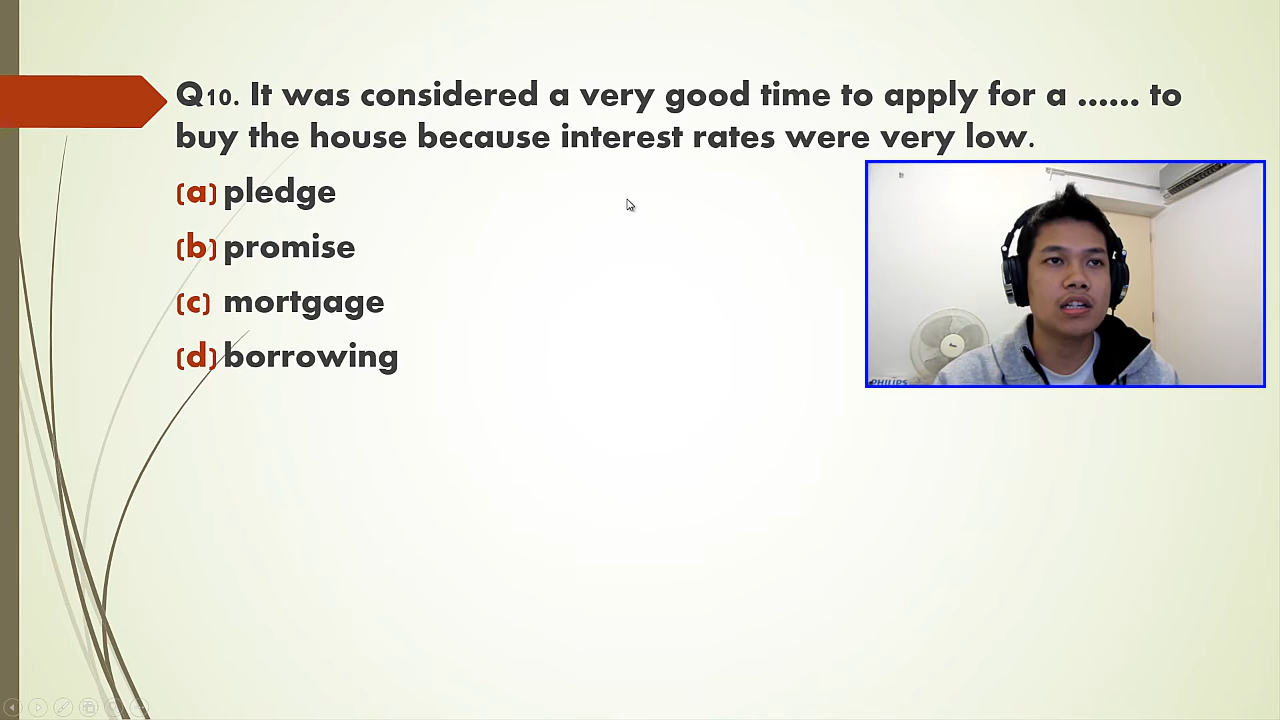 Q10. It was considered a very good time to apply for a ...... to
buy the house because interest rates were very low.
(a) pledge
(b) promise
(c) mortgage
(d) borrowing
PHILIPS